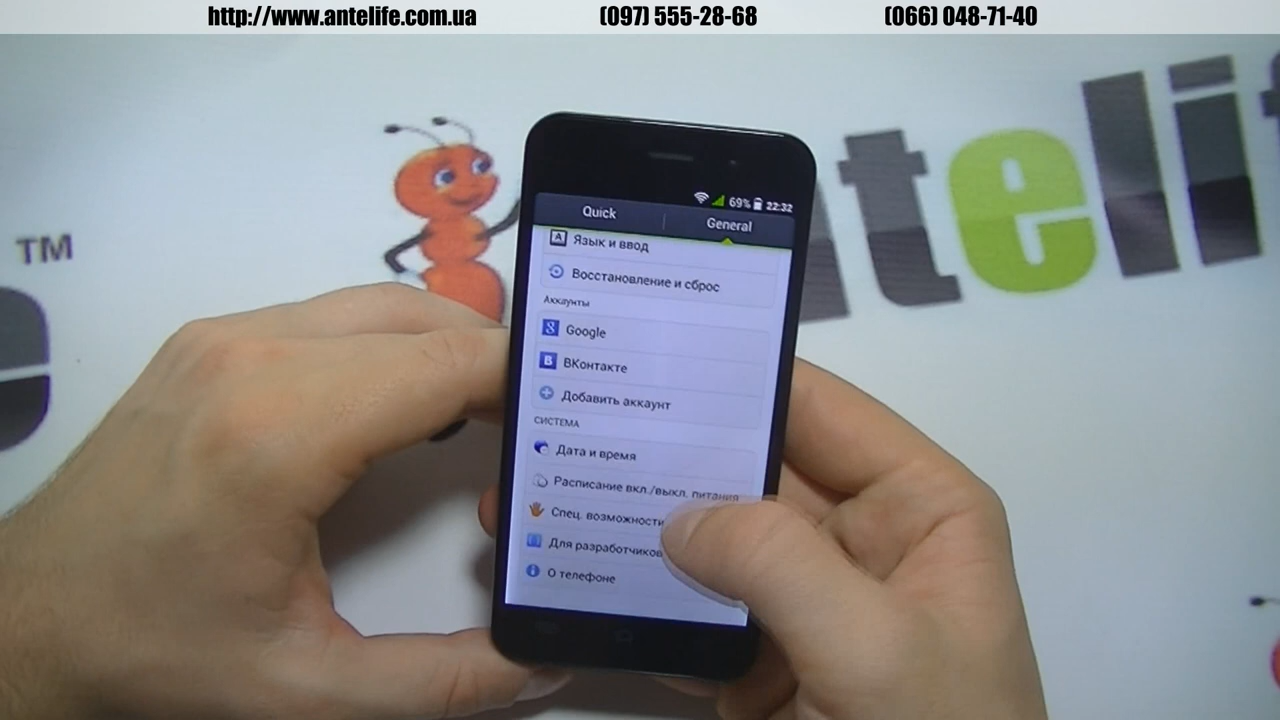 http://www.antelife.com.ua (097) 555-28-68 (066) 048-71-40
TM
anteli
69% 22:32
Quick General
Язык и ввод
Восстановление и сброс
Аккаунты
Google
ВКонтакте
Добавить аккаунт
СИСТЕМА
Дата и время
Расписание вкл./выкл. питания
Спец. возможности
Для разработчиков
О телефоне